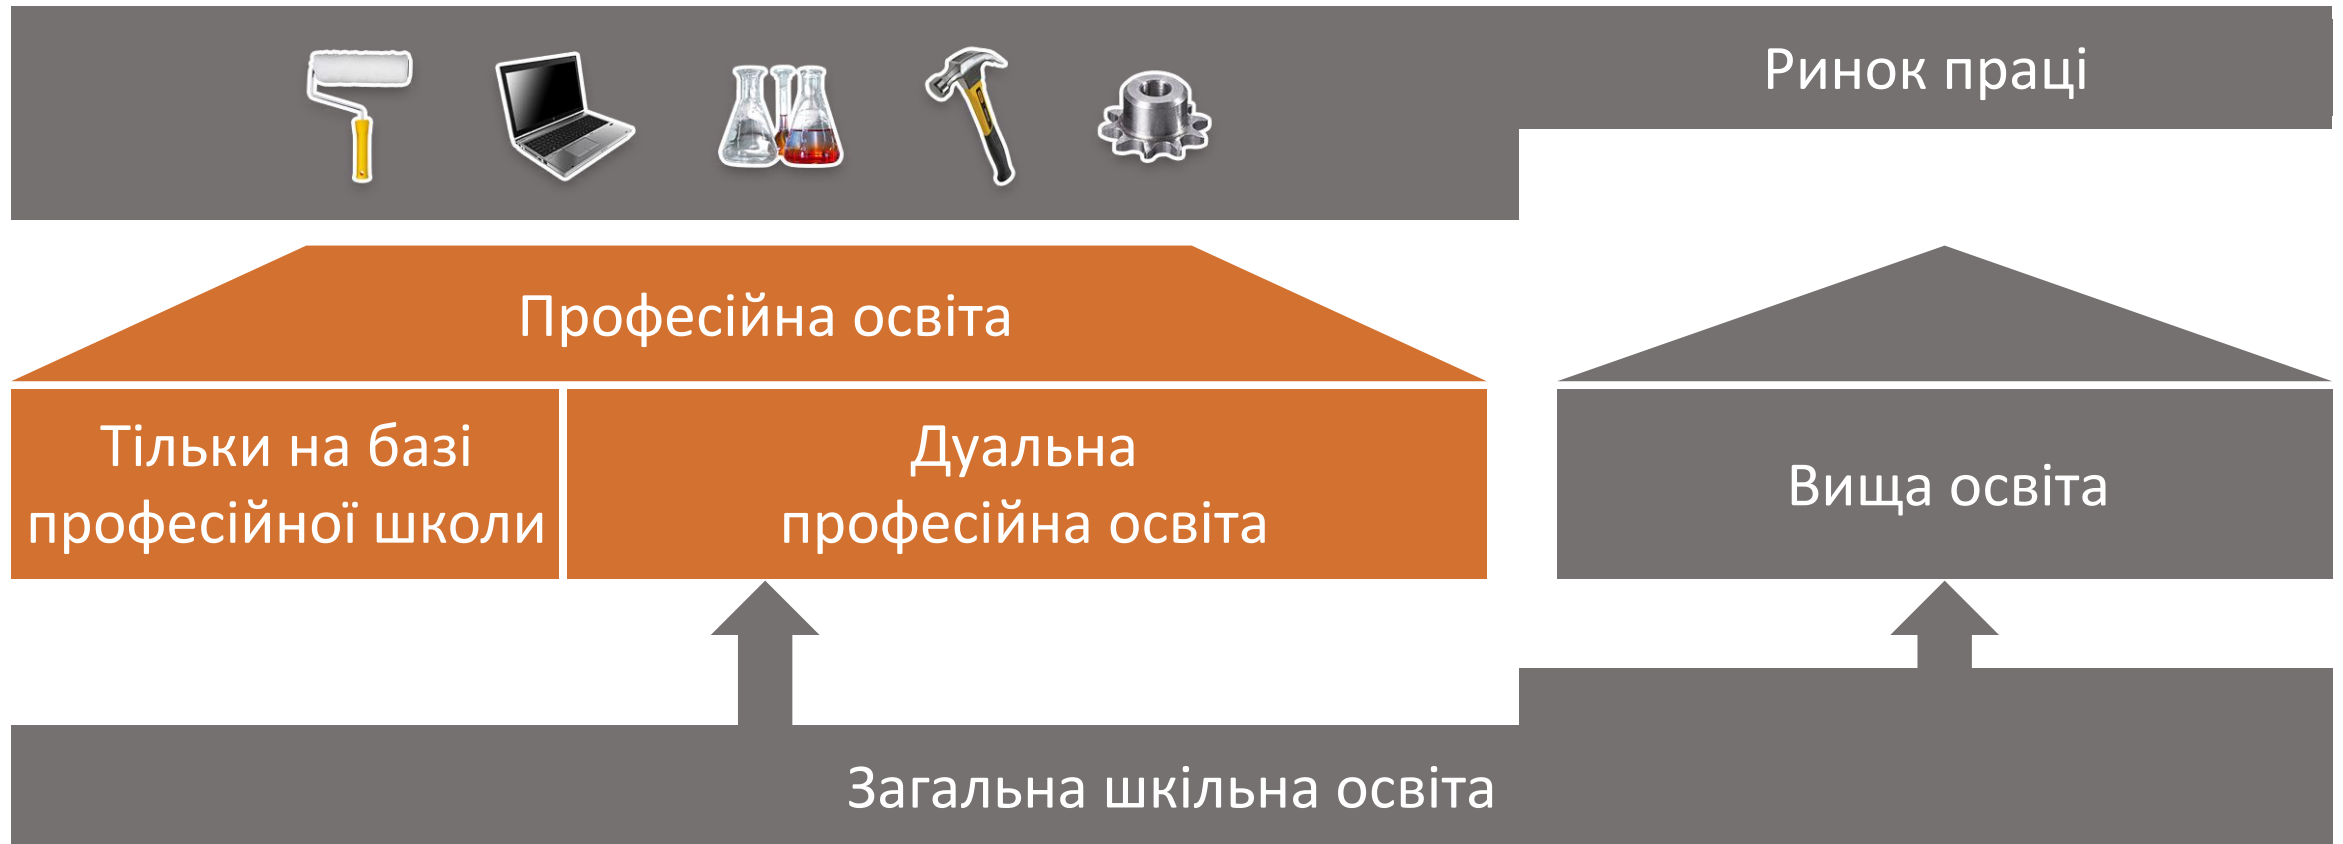 Ринок праці
Професійна освіта
Тільки на базі
професійної школи
Дуальна
професійна освіта
Вища освіта
Загальна шкільна освіта